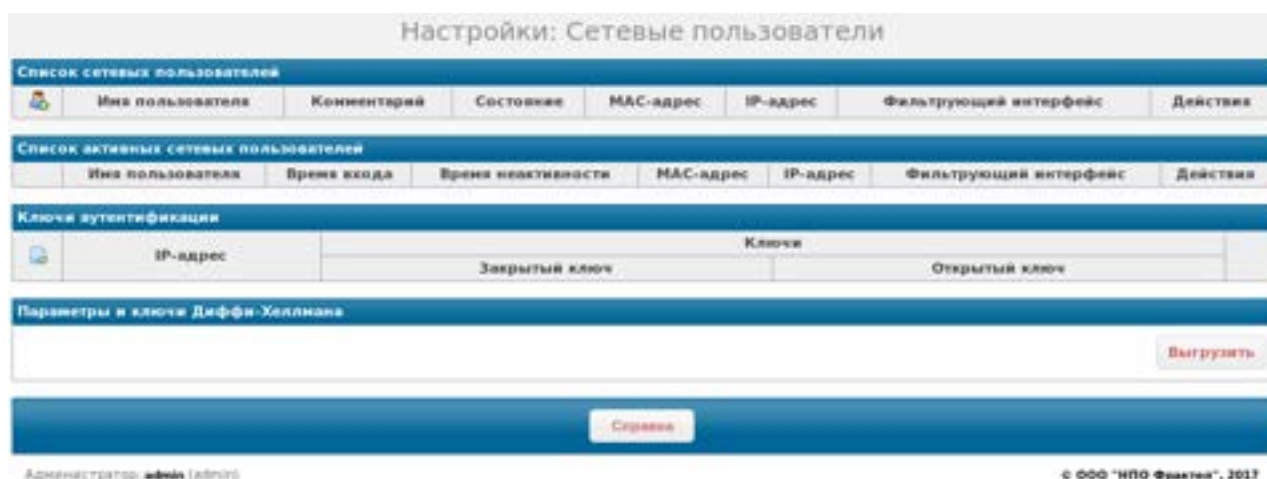 Настройки: Сетевые пользователи
Список сетевых пользователей
Имя пользователя Комментарий Состояние MAC-адрес IP-адрес Фильтрующий интерфейс Действия
Список активных сетевых пользователей
Имя пользователя Время входа Время неактивности MAC-адрес IP-адрес Фильтрующий интерфейс Действия
Ключи аутентификации
IP-адрес Ключи
Закрытый ключ Открытый ключ
Параметры и ключи Диффи-Хеллмана
Выгрузить
Справка
Администратор: admin (admin) © ООО "НПО Фрактел", 2017